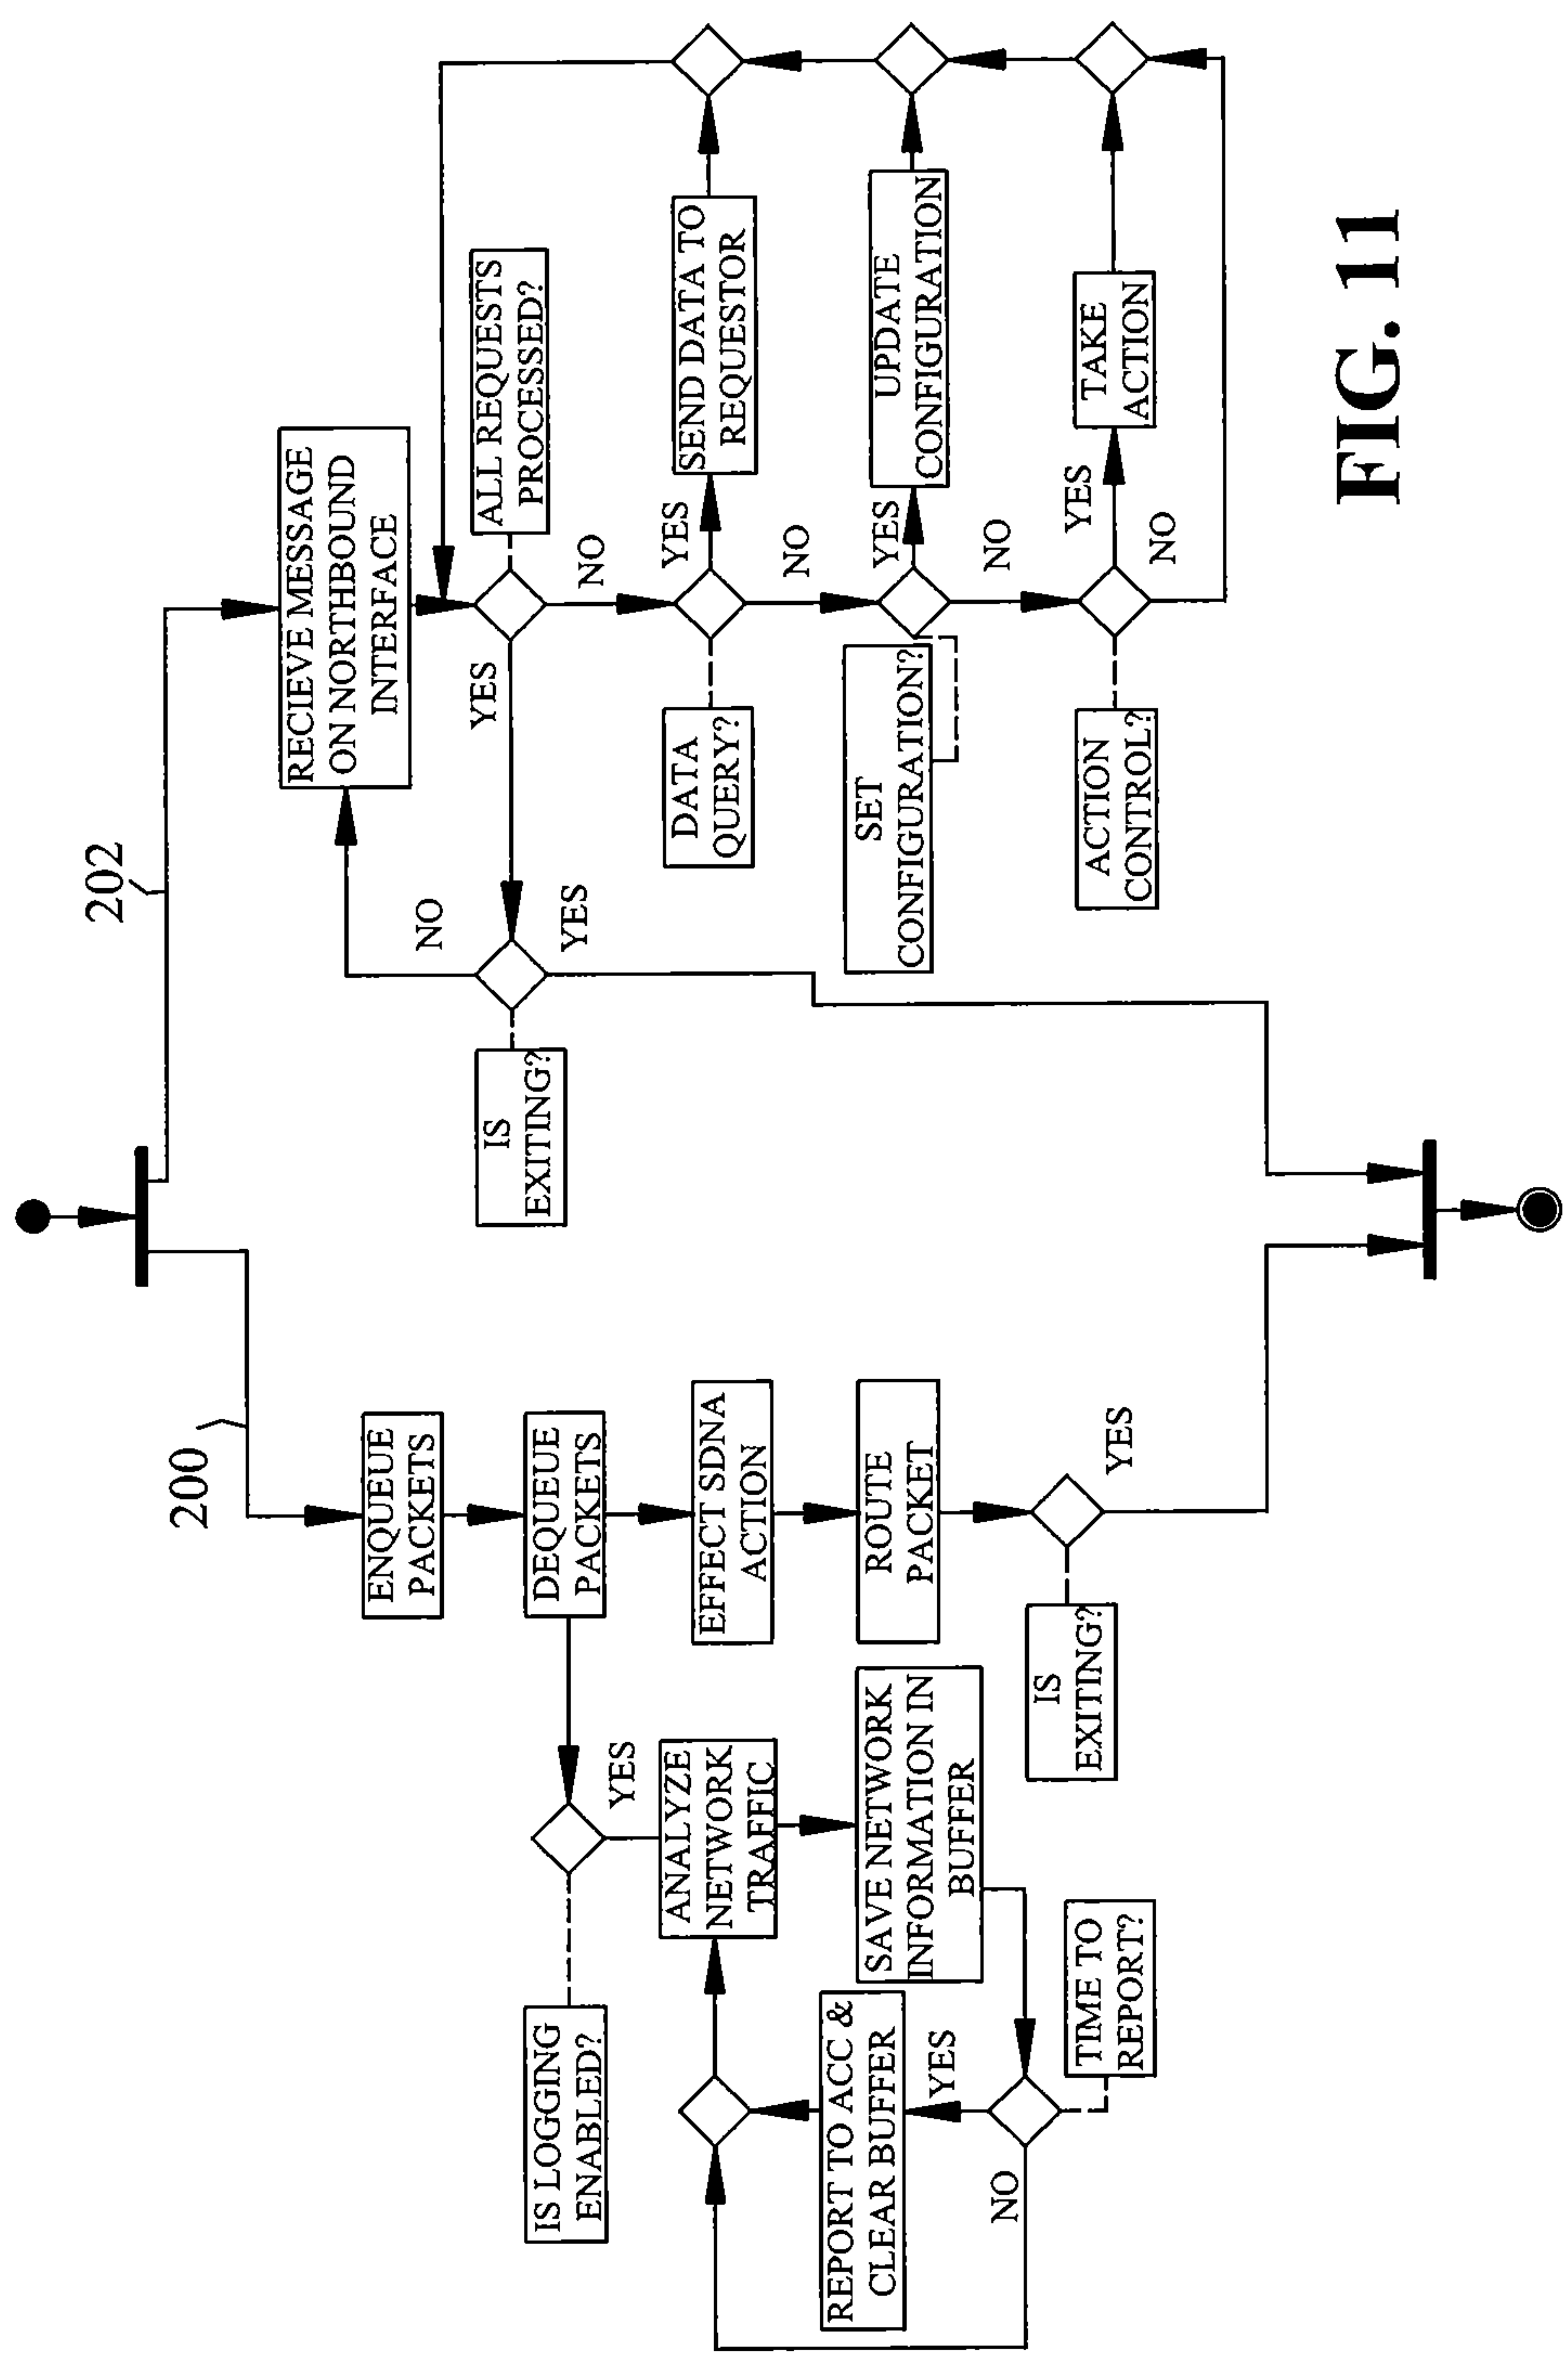 202
RECIEVE MESSAGE
ON NORTHBOUND
INTERFACE
ALL REQUESTS
PROCESSED?
NO
YES
NO
YES
IS
EXITING?
DATA
QUERY?
YES
NO
SEND DATA TO
REQUESTOR
SET
CONFIGURATION?
YES
NO
UPDATE
CONFIGURATION
ACTION
CONTROL?
YES
NO
TAKE
ACTION
200
ENQUEUE
PACKETS
DEQUEUE
PACKETS
EFFECT SDNA
ACTION
ROUTE
PACKET
IS
EXITING?
YES
IS LOGGING
ENABLED?
YES
ANALYZE
NETWORK
TRAFFIC
SAVE NETWORK
INFORMATION IN
BUFFER
TIME TO
REPORT?
YES
NO
REPORT TO ACC &
CLEAR BUFFER
FIG. 11